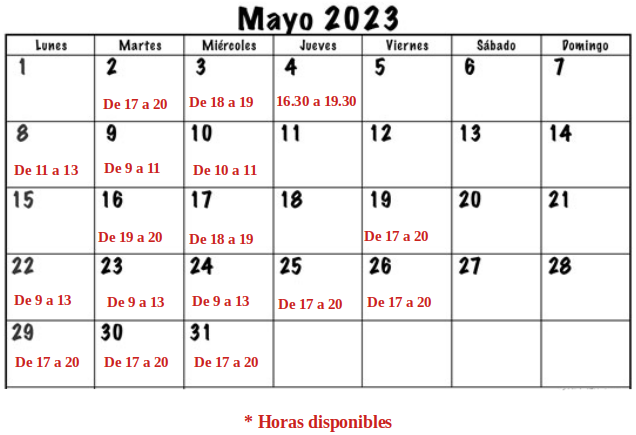 Mayo 2023
Lunes Martes Miércoles Jueves Viernes Sábado Domingo
1 2 3 4 5 6 7
De 17 a 20 De 18 a 19 16.30 a 19.30
8 9 10 11 12 13 14
De 11 a 13 De 9 a 11 De 10 a 11
15 16 17 18 19 20 21
De 19 a 20 De 18 a 19 De 17 a 20
22 23 24 25 26 27 28
De 9 a 13 De 9 a 13 De 9 a 13 De 17 a 20 De 17 a 20
29 30 31
De 17 a 20 De 17 a 20 De 17 a 20
* Horas disponibles